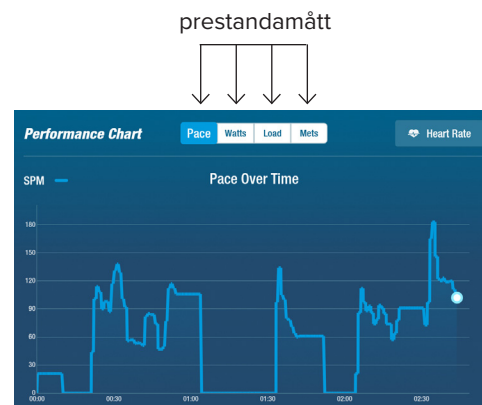 prestandamått
Performance Chart Pace Watts Load Mets Heart Rate
SPM Pace Over Time
180
150
120
90
60
30
0
00:00 00:30 01:00 01:30 02:00 02:30